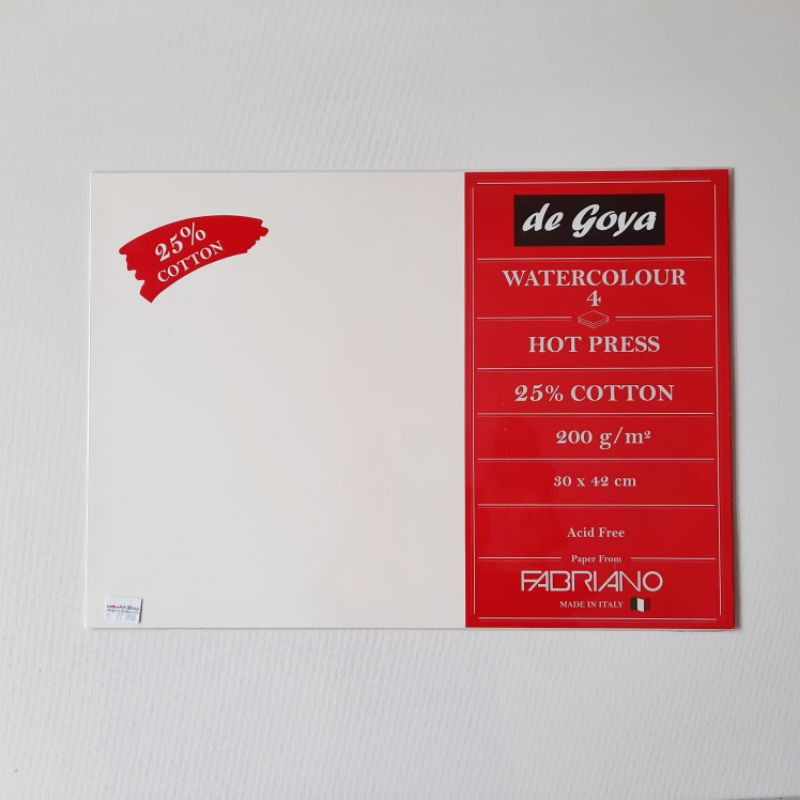 25%
COTTON
de Goya
WATERCOLOUR
4
HOT PRESS
25% COTTON
200 g/m²
30 x 42 cm
Acid Free
Paper From
FABRIANO
MADE IN ITALY